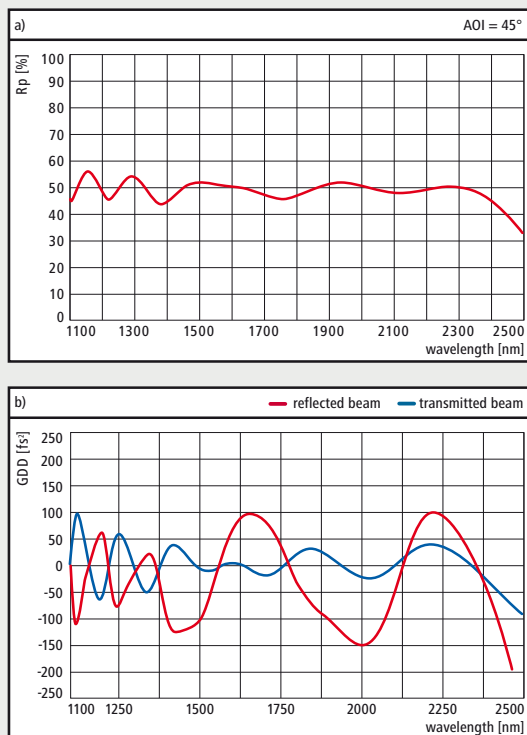 a) AOI = 45°
Rp [%]
100
90
80
70
60
50
40
30
20
10
0
1100 1300 1500 1700 1900 2100 2300 2500
wavelength [nm]
b) reflected beam transmitted beam
GDD [fs²]
250
200
150
100
50
0
-50
-100
-150
-200
-250
1100 1250 1500 1750 2000 2250 2500
wavelength [nm]